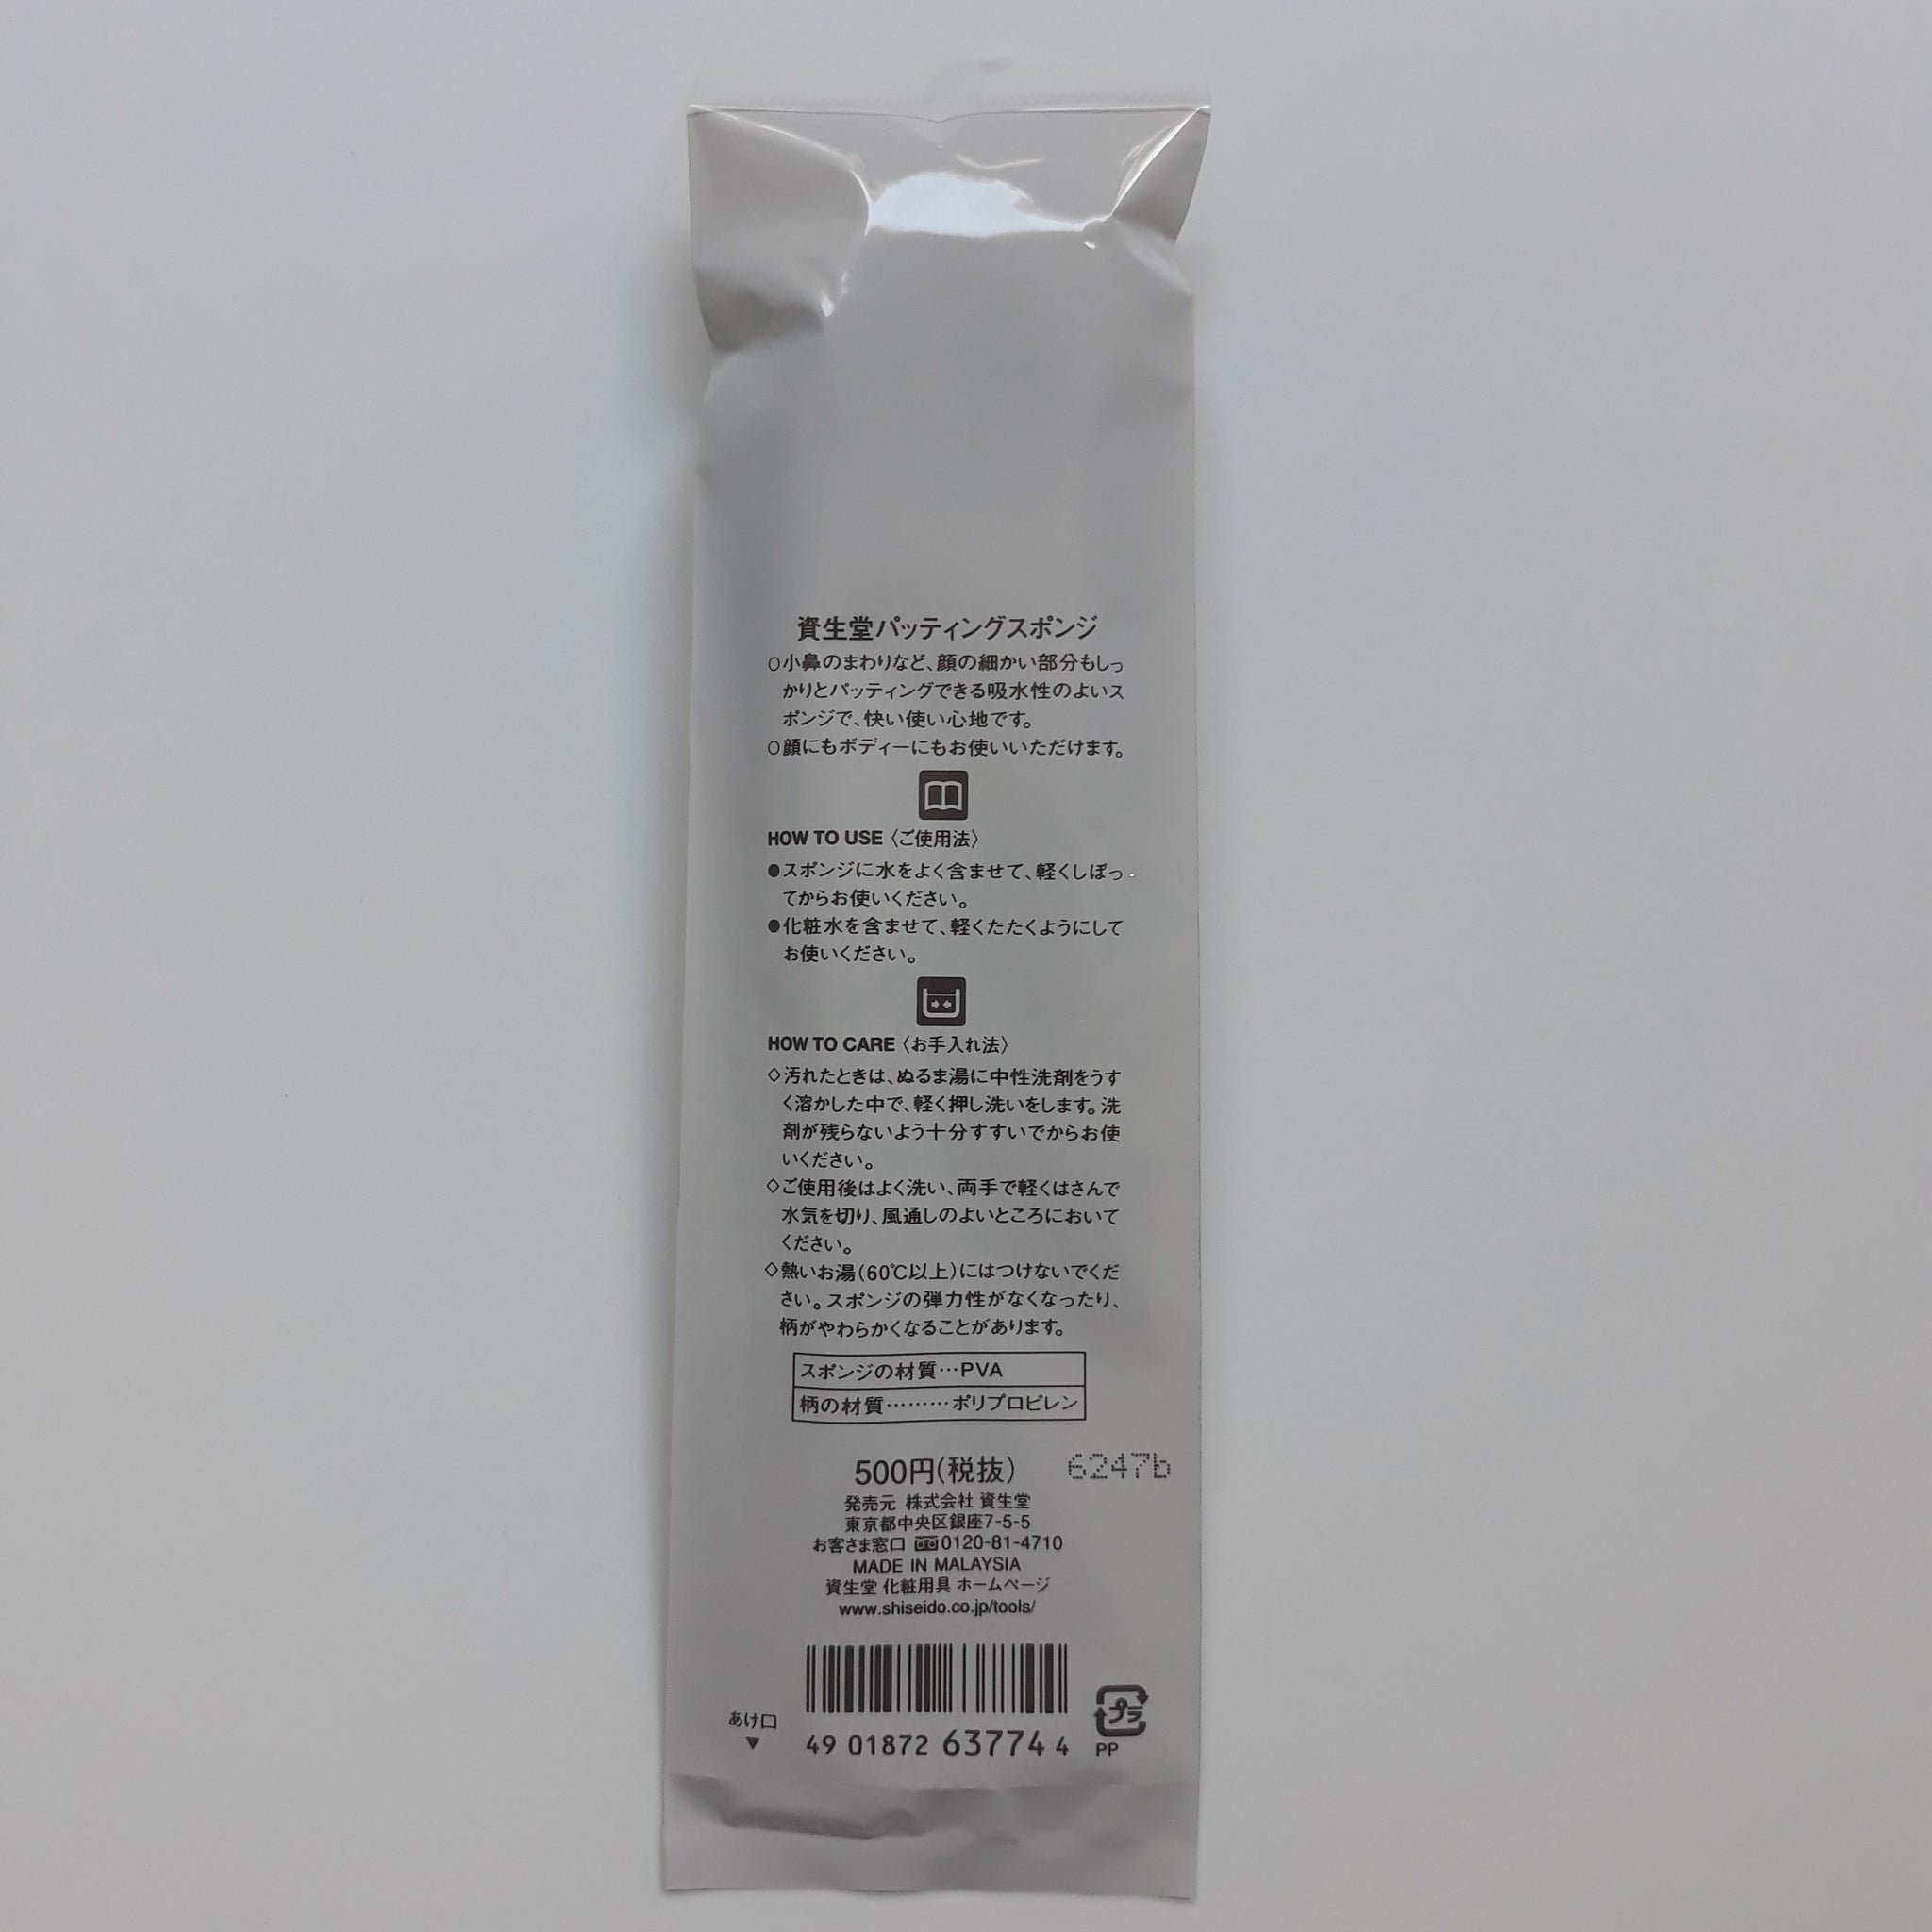 資生堂パッティングスポンジ
○小鼻のまわりなど、顔の細かい部分もしっ
かりとパッティングできる吸水性のよいス
ポンジで、快い使い心地です。
○顔にもボディーにもお使いいただけます。
HOW TO USE〈ご使用法〉
●スポンジに水をよく含ませて、軽くしぼっ
てからお使いください。
●化粧水を含ませて、軽くたたくようにして
お使いください。
HOW TO CARE〈お手入れ法〉
◇汚れたときは、ぬるま湯に中性洗剤をうす
く溶かした中で、軽く押し洗いをします。洗
剤が残らないよう十分すすいでからお使
いください。
◇ご使用後はよく洗い、両手で軽くはさんで
水気を切り、風通しのよいところにおいて
ください。
◇熱いお湯(60℃以上)にはつけないでくだ
さい。スポンジの弾力性がなくなったり、
柄がやわらかくなることがあります。
スポンジの材質…PVA
柄の材質………ポリプロピレン
500円(税抜)
6247b
発売元 株式会社 資生堂
東京都中央区銀座7-5-5
お客さま窓口 0120-81-4710
MADE IN MALAYSIA
資生堂 化粧用具 ホームページ
www.shiseido.co.jp/tools/
あけ口
▼
49 01872 63774 4
プラ
PP